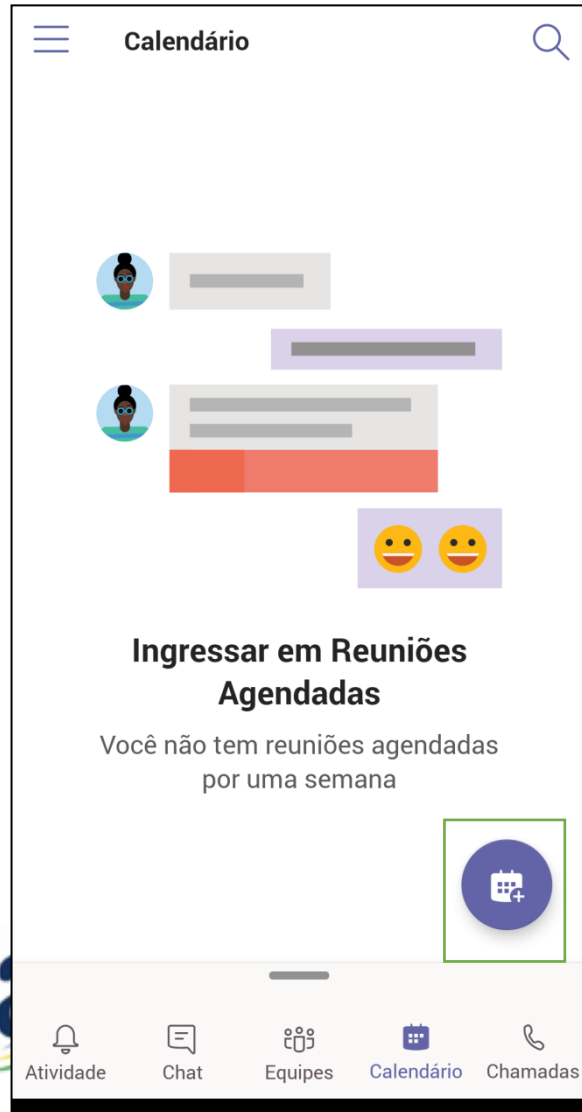 Calendário
Ingressar em Reuniões
Agendadas
Você não tem reuniões agendadas
por uma semana
Atividade
Chat
Equipes
Calendário
Chamadas